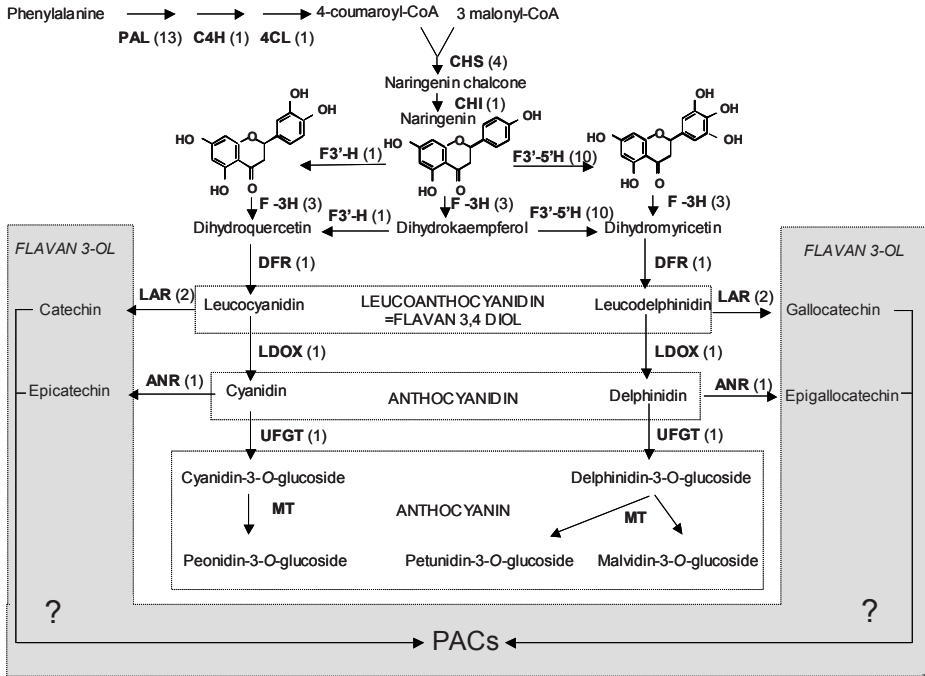 Phenylalanine
4-coumaroyl-CoA
3 malonyl-CoA
PAL (13)
C4H (1)
4CL (1)
CHS (4)
Naringenin chalcone
CHI (1)
Naringenin
OH
OH
HO
O
OH
O
OH
HO
O
OH
O
OH
OH
OH
HO
O
OH
O
F3'-H (1)
F3'-5'H (10)
F -3H (3)
F -3H (3)
F -3H (3)
F3'-H (1)
F3'-5'H (10)
Dihydroquercetin
Dihydrokaempferol
Dihydromyricetin
FLAVAN 3-OL
FLAVAN 3-OL
DFR (1)
DFR (1)
LAR (2)
LAR (2)
Catechin
Leucocyanidin
LEUCOANTHOCYANIDIN
=FLAVAN 3,4 DIOL
Leucodelphinidin
Gallocatechin
LDOX (1)
LDOX (1)
ANR (1)
ANR (1)
Epicatechin
Cyanidin
ANTHOCYANIDIN
Delphinidin
Epigallocatechin
UFGT (1)
UFGT (1)
Cyanidin-3-O-glucoside
Delphinidin-3-O-glucoside
MT
ANTHOCYANIN
MT
Peonidin-3-O-glucoside
Petunidin-3-O-glucoside
Malvidin-3-O-glucoside
?
?
PACs